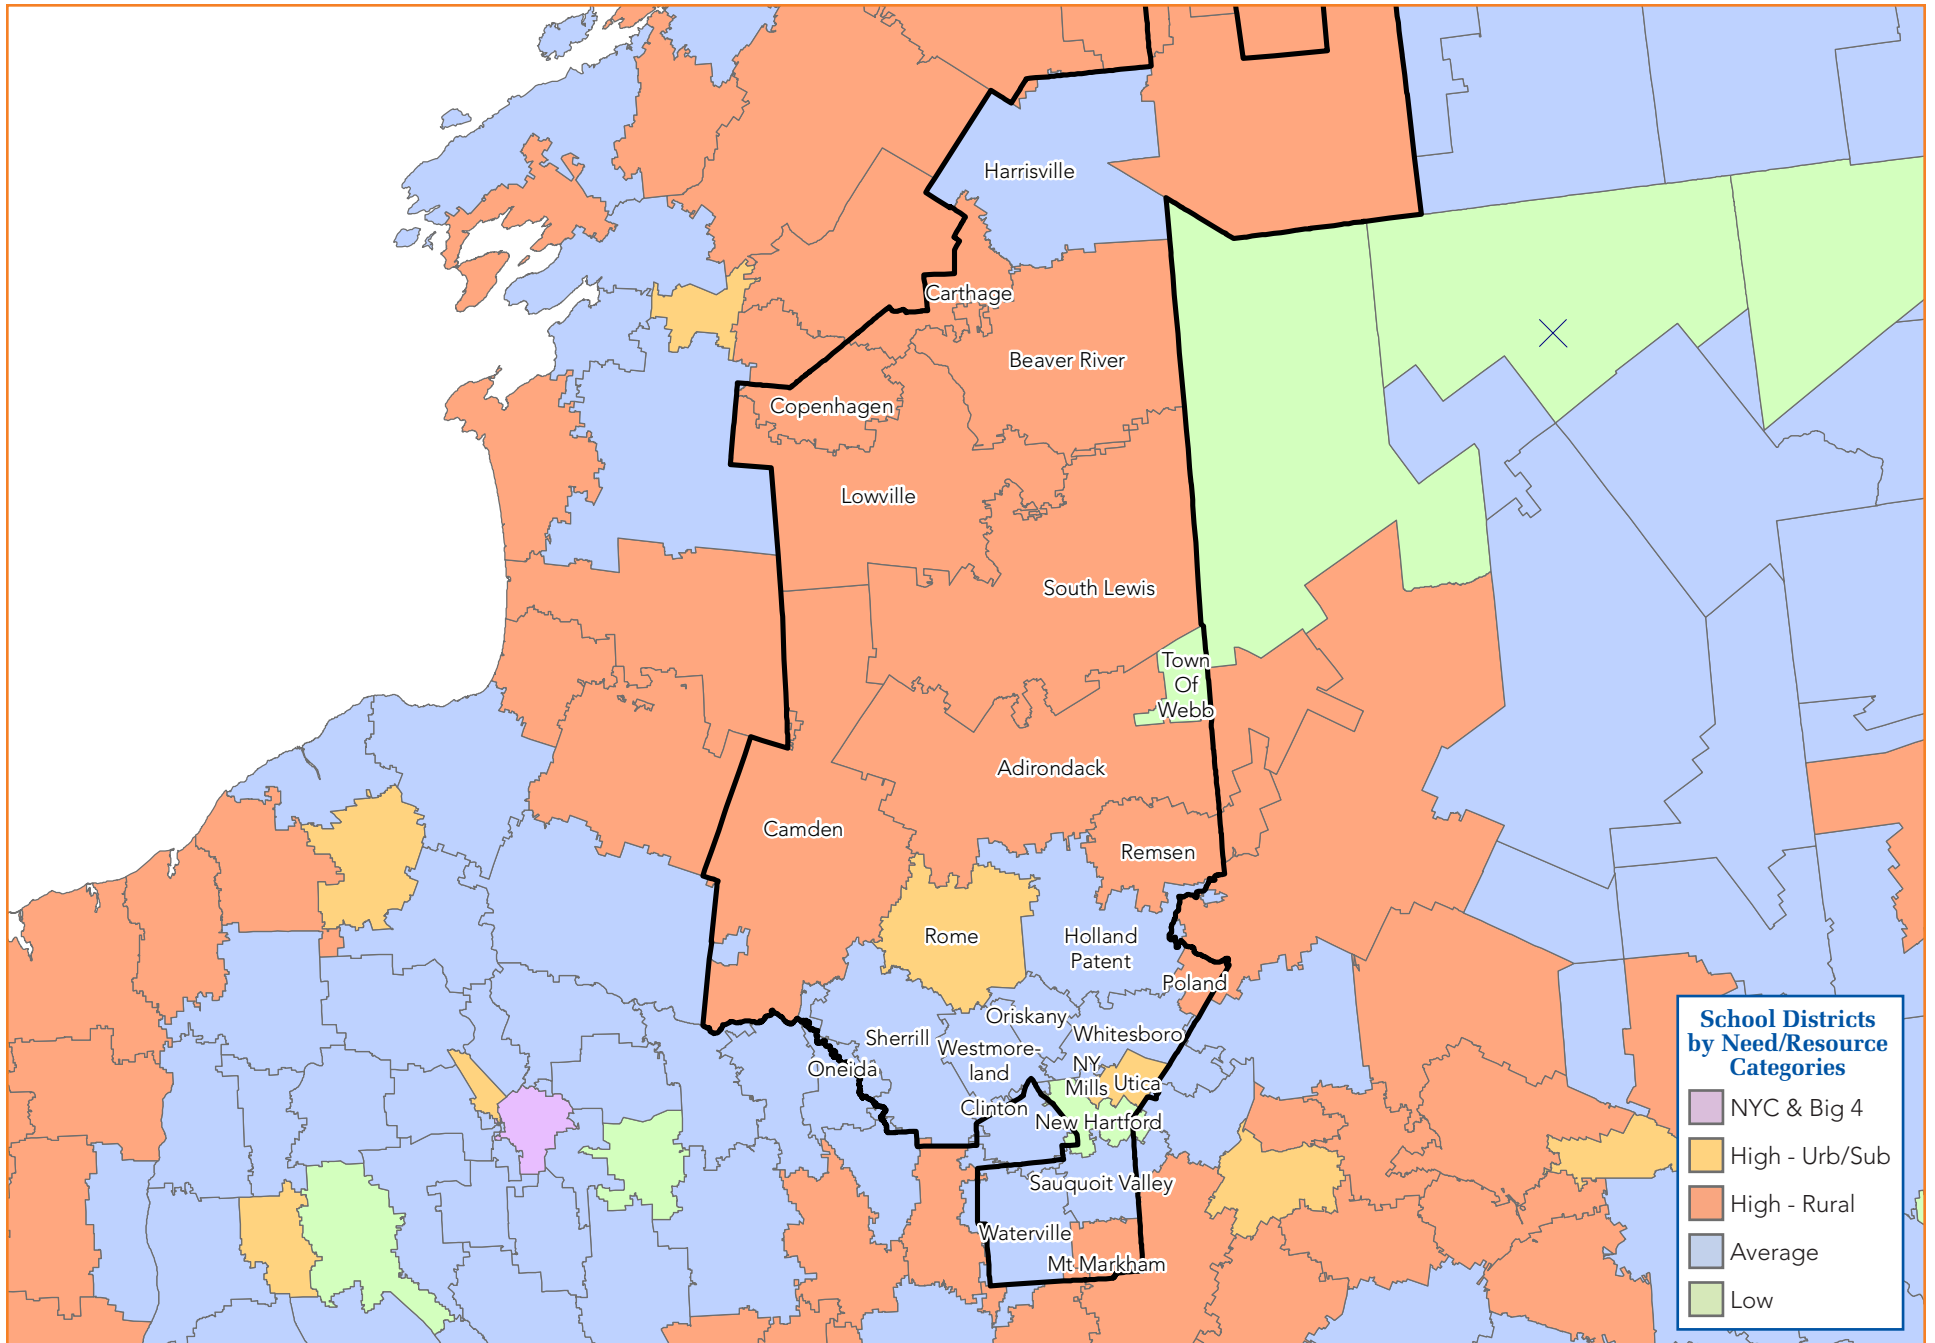 Harrisville
Carthage
Beaver River
Copenhagen
Lowville
South Lewis
Town
Of
Webb
Adirondack
Camden
Remsen
Rome
Holland
Patent
Poland
Oriskany
Sherrill
Whitesboro
Westmore-
land
Oneida
NY
Mills
Utica
Clinton
New Hartford
Sauquoit Valley
Waterville
Mt Markham
School Districts
by Need/Resource
Categories
NYC & Big 4
High - Urb/Sub
High - Rural
Average
Low